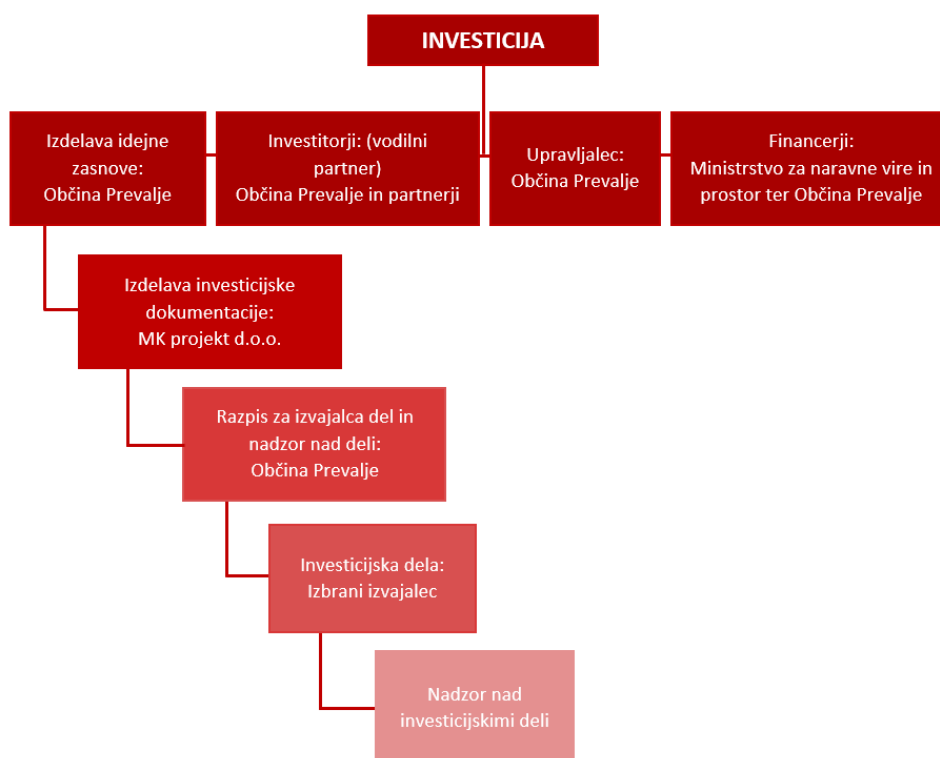 INVESTICIJA
Izdelava idejne
zasnove:
Občina Prevalje
Investitorji: (vodilni
partner)
Občina Prevalje in partnerji
Upravljalec:
Občina Prevalje
Financerji:
Ministrstvo za naravne vire in
prostor ter Občina Prevalje
Izdelava investicijske
dokumentacije:
MK projekt d.o.o.
Razpis za izvajalca del in
nadzor nad deli:
Občina Prevalje
Investicijska dela:
Izbrani izvajalec
Nadzor nad
investicijskimi deli